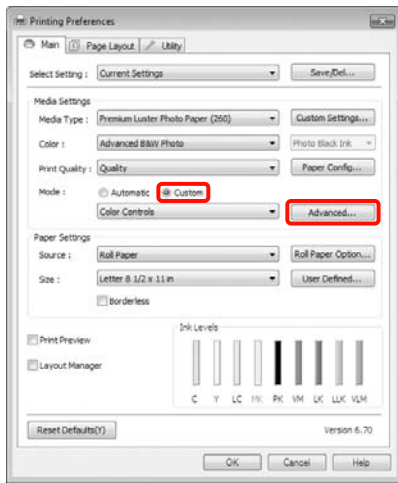 Printing Preferences
Main Page Layout Utility
Select Setting : Current Settings Save/Del...
Media Settings
Media Type : Premium Luster Photo Paper (260) Custom Settings...
Color : Advanced B&W Photo Photo Black Ink
Print Quality : Quality Paper Config...
Mode : Automatic Custom
Color Controls Advanced...
Paper Settings
Source : Roll Paper Roll Paper Option...
Size : Letter 8 1/2 x 11 in User Defined...
Borderless
Ink Levels
Print Preview
Layout Manager
C Y LC MK PK VM LK LLK VLM
Reset Defaults(Y) Version 6.70
OK Cancel Help